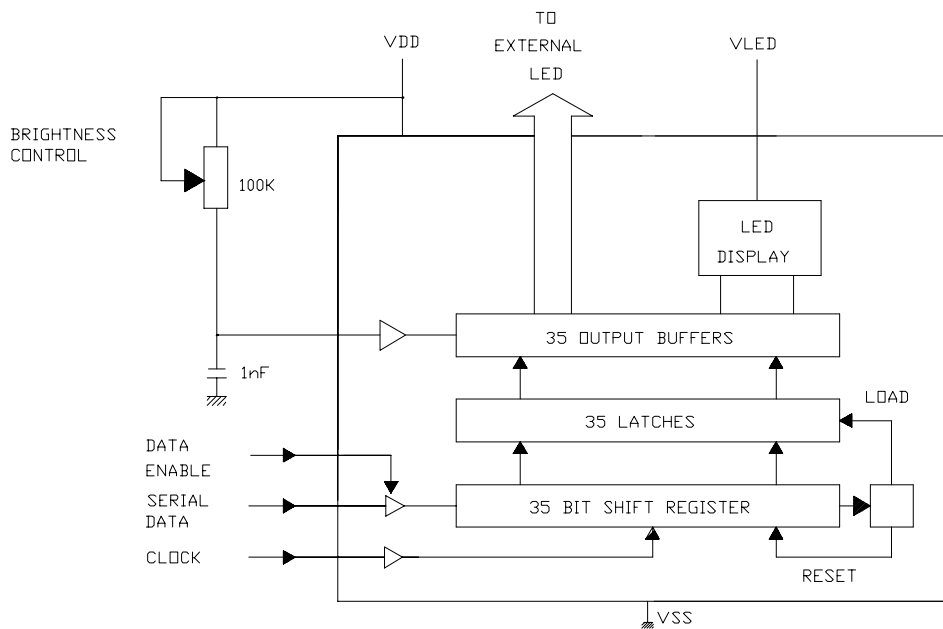 TO
EXTERNAL
LED
VDD
VLED
BRIGHTNESS
CONTROL
100K
LED
DISPLAY
35 OUTPUT BUFFERS
1nF
LOAD
35 LATCHES
DATA
ENABLE
SERIAL
DATA
35 BIT SHIFT REGISTER
CLOCK
RESET
VSS